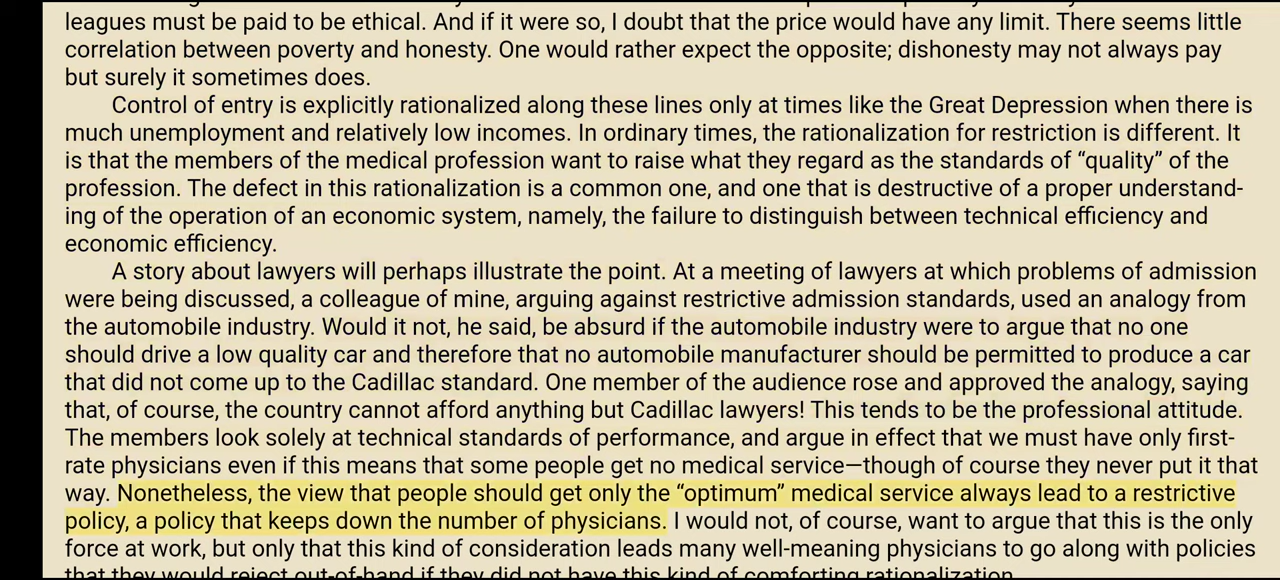 leagues must be paid to be ethical. And if it were so, I doubt that the price would have any limit. There seems little
correlation between poverty and honesty. One would rather expect the opposite; dishonesty may not always pay
but surely it sometimes does.
Control of entry is explicitly rationalized along these lines only at times like the Great Depression when there is
much unemployment and relatively low incomes. In ordinary times, the rationalization for restriction is different. It
is that the members of the medical profession want to raise what they regard as the standards of “quality” of the
profession. The defect in this rationalization is a common one, and one that is destructive of a proper understand-
ing of the operation of an economic system, namely, the failure to distinguish between technical efficiency and
economic efficiency.
A story about lawyers will perhaps illustrate the point. At a meeting of lawyers at which problems of admission
were being discussed, a colleague of mine, arguing against restrictive admission standards, used an analogy from
the automobile industry. Would it not, he said, be absurd if the automobile industry were to argue that no one
should drive a low quality car and therefore that no automobile manufacturer should be permitted to produce a car
that did not come up to the Cadillac standard. One member of the audience rose and approved the analogy, saying
that, of course, the country cannot afford anything but Cadillac lawyers! This tends to be the professional attitude.
The members look solely at technical standards of performance, and argue in effect that we must have only first-
rate physicians even if this means that some people get no medical service—though of course they never put it that
way. Nonetheless, the view that people should get only the “optimum” medical service always lead to a restrictive
policy, a policy that keeps down the number of physicians. I would not, of course, want to argue that this is the only
force at work, but only that this kind of consideration leads many well-meaning physicians to go along with policies
that they would reject out-of-hand if they did not have this kind of comforting rationalization.